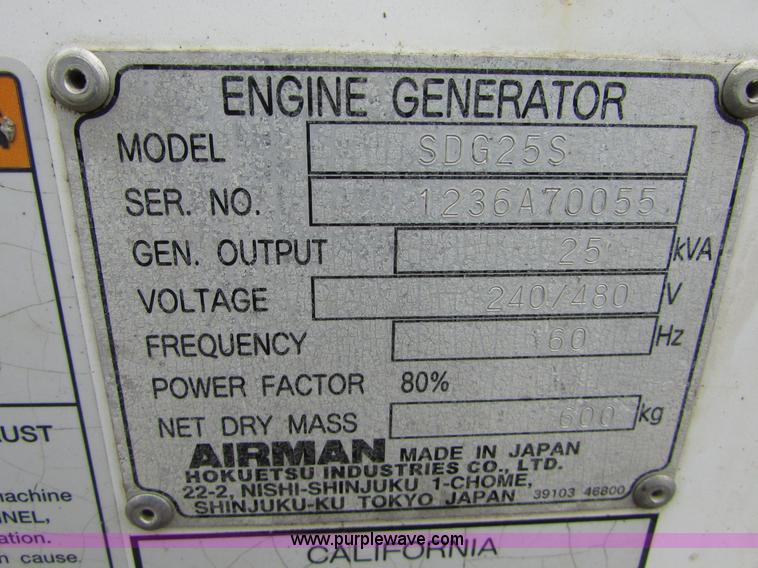 ENGINE GENERATOR
MODEL SDG25S
SER. NO. 1236A70055
GEN. OUTPUT 25 kVA
VOLTAGE 240/480 V
FREQUENCY 60 Hz
POWER FACTOR 80%
NET DRY MASS 600 kg
AIRMAN MADE IN JAPAN
HOKUETSU INDUSTRIES CO., LTD.
22-2, NISHI-SHINJUKU 1-CHOME,
SHINJUKU-KU TOKYO JAPAN 39103 46800
UST
machine
NEL,
ation.
n cause.
www.purplewave.com
CALIFORNIA